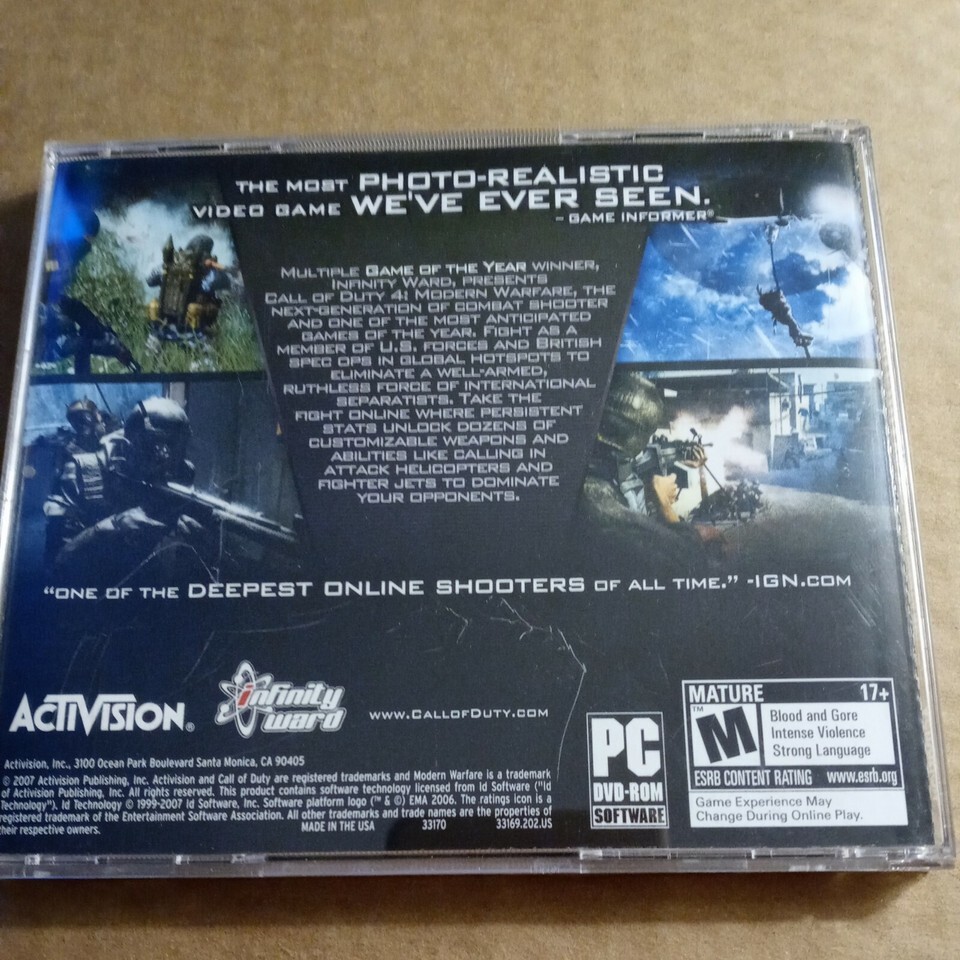 THE MOST PHOTO-REALISTIC
VIDEO GAME WE'VE EVER SEEN.
- GAME INFORMER®
MULTIPLE GAME OF THE YEAR WINNER,
INFINITY WARD, PRESENTS
CALL OF DUTY 4: MODERN WARFARE, THE
NEXT-GENERATION OF COMBAT SHOOTER
AND ONE OF THE MOST ANTICIPATED
GAMES OF THE YEAR. FIGHT AS A
MEMBER OF U.S. FORCES AND BRITISH
SPEC OPS IN GLOBAL HOTSPOTS TO
ELIMINATE A WELL-ARMED,
RUTHLESS FORCE OF INTERNATIONAL
SEPARATISTS. TAKE THE
FIGHT ONLINE WHERE PERSISTENT
STATS UNLOCK DOZENS OF
CUSTOMIZABLE WEAPONS AND
ABILITIES LIKE CALLING IN
ATTACK HELICOPTERS AND
FIGHTER JETS TO DOMINATE
YOUR OPPONENTS.
“ONE OF THE DEEPEST ONLINE SHOOTERS OF ALL TIME.” -IGN.COM
ACTIVISION®
infinity
ward
WWW.CALLOFDUTY.COM
PC
DVD-ROM
SOFTWARE
MATURE 17+
M™
Blood and Gore
Intense Violence
Strong Language
ESRB CONTENT RATING www.esrb.org
Game Experience May
Change During Online Play.
Activision, Inc., 3100 Ocean Park Boulevard Santa Monica, CA 90405
© 2007 Activision Publishing, Inc. Activision and Call of Duty are registered trademarks and Modern Warfare is a trademark
of Activision Publishing, Inc. All rights reserved. This product contains software technology licensed from Id Software ("Id
Technology"). Id Technology © 1999-2007 Id Software, Inc. Software platform logo (™ & ©) EMA 2006. The ratings icon is a
registered trademark of the Entertainment Software Association. All other trademarks and trade names are the properties of
their respective owners.
MADE IN THE USA 33170 33169.202.US